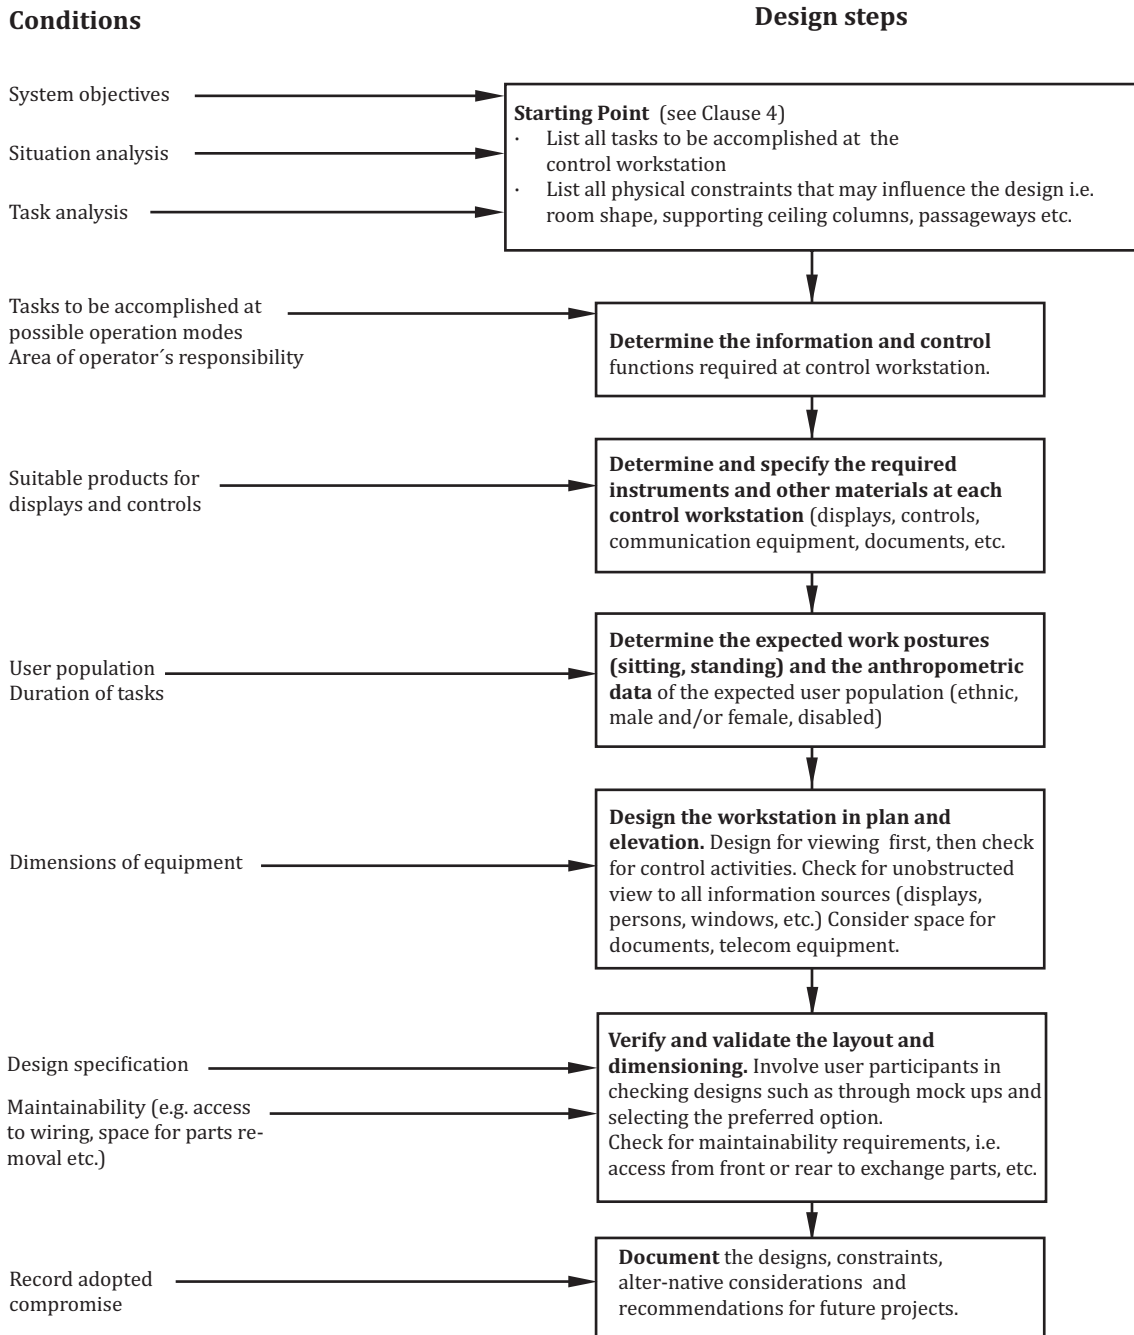 Conditions
Design steps
System objectives
Situation analysis
Task analysis
Starting Point (see Clause 4)
· List all tasks to be accomplished at the
control workstation
· List all physical constraints that may influence the design i.e.
room shape, supporting ceiling columns, passageways etc.
Tasks to be accomplished at
possible operation modes
Area of operator´s responsibility
Determine the information and control
functions required at control workstation.
Suitable products for
displays and controls
Determine and specify the required
instruments and other materials at each
control workstation (displays, controls,
communication equipment, documents, etc.
User population
Duration of tasks
Determine the expected work postures
(sitting, standing) and the anthropometric
data of the expected user population (ethnic,
male and/or female, disabled)
Dimensions of equipment
Design the workstation in plan and
elevation. Design for viewing first, then check
for control activities. Check for unobstructed
view to all information sources (displays,
persons, windows, etc.) Consider space for
documents, telecom equipment.
Design specification
Maintainability (e.g. access
to wiring, space for parts re-
moval etc.)
Verify and validate the layout and
dimensioning. Involve user participants in
checking designs such as through mock ups and
selecting the preferred option.
Check for maintainability requirements, i.e.
access from front or rear to exchange parts, etc.
Record adopted
compromise
Document the designs, constraints,
alter-native considerations and
recommendations for future projects.